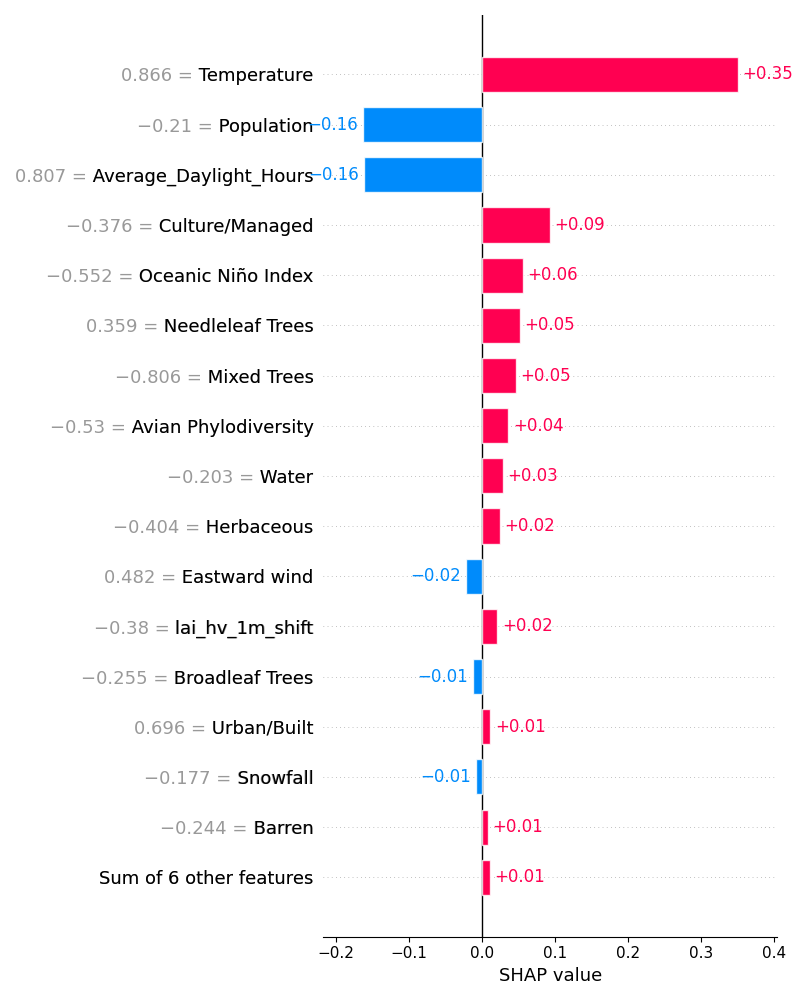 0.866 = Temperature +0.35
−0.21 = Population −0.16
0.807 = Average_Daylight_Hours −0.16
−0.376 = Culture/Managed +0.09
−0.552 = Oceanic Niño Index +0.06
0.359 = Needleleaf Trees +0.05
−0.806 = Mixed Trees +0.05
−0.53 = Avian Phylodiversity +0.04
−0.203 = Water +0.03
−0.404 = Herbaceous +0.02
0.482 = Eastward wind −0.02
−0.38 = lai_hv_1m_shift +0.02
−0.255 = Broadleaf Trees −0.01
0.696 = Urban/Built +0.01
−0.177 = Snowfall −0.01
−0.244 = Barren +0.01
Sum of 6 other features +0.01
−0.2 −0.1 0.0 0.1 0.2 0.3 0.4
SHAP value